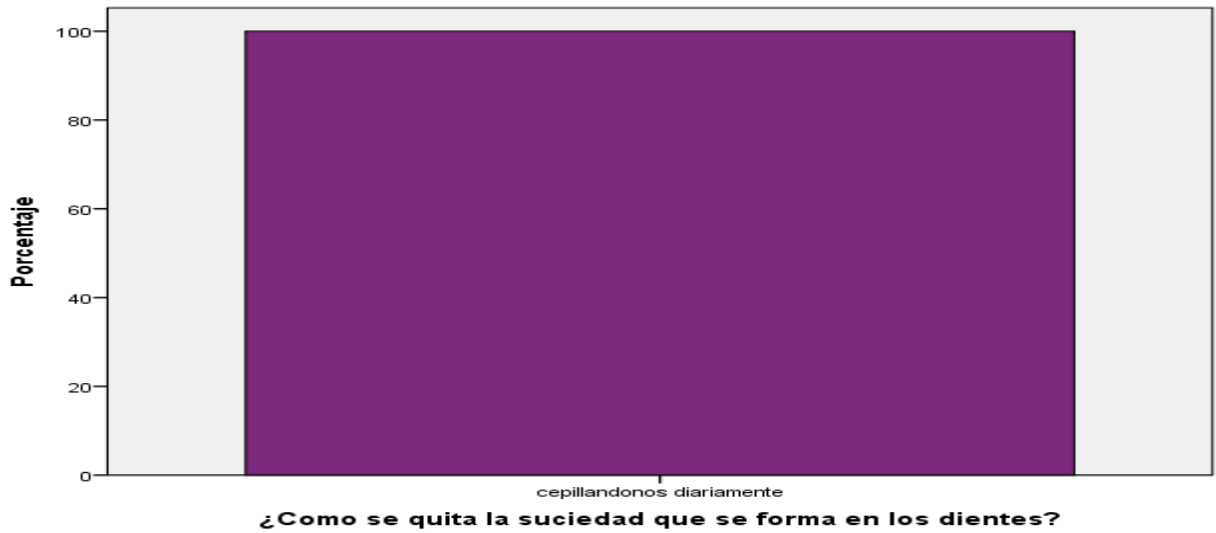 Porcentaje
100
80
60
40
20
0
cepillandonos diariamente
¿Como se quita la suciedad que se forma en los dientes?